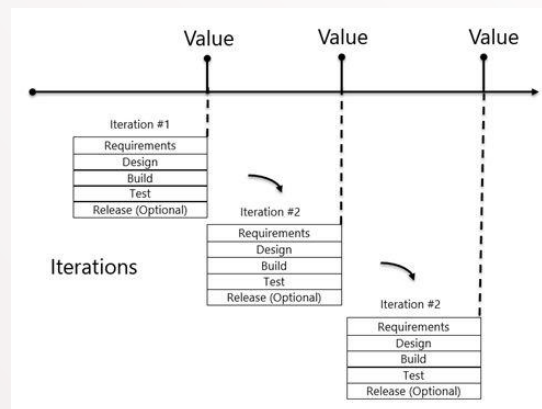 Value
Value
Value
Iteration #1
Requirements
Design
Build
Test
Release (Optional)
Iteration #2
Requirements
Design
Build
Test
Release (Optional)
Iterations
Iteration #2
Requirements
Design
Build
Test
Release (Optional)